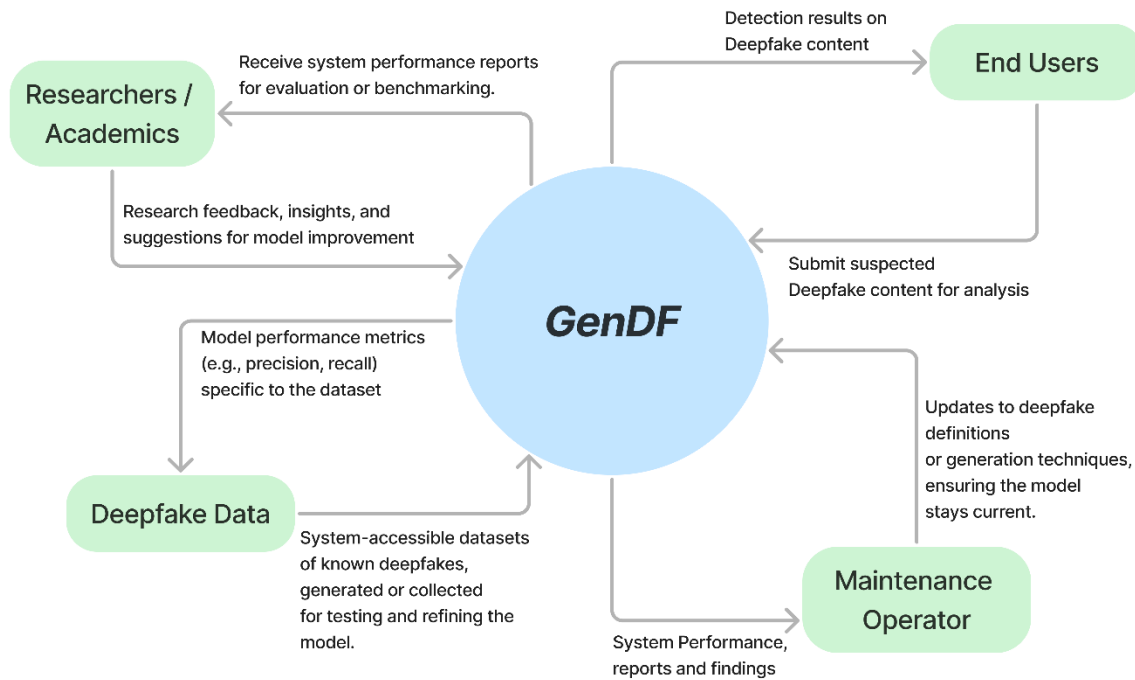 Detection results on
Deepfake content
End Users
Receive system performance reports
for evaluation or benchmarking.
Researchers /
Academics
Research feedback, insights, and
suggestions for model improvement
Submit suspected
Deepfake content for analysis
GenDF
Model performance metrics
(e.g., precision, recall)
specific to the dataset
Updates to deepfake
definitions
or generation techniques,
ensuring the model
stays current.
Deepfake Data
System-accessible datasets
of known deepfakes,
generated or collected
for testing and refining the
model.
Maintenance
Operator
System Performance,
reports and findings